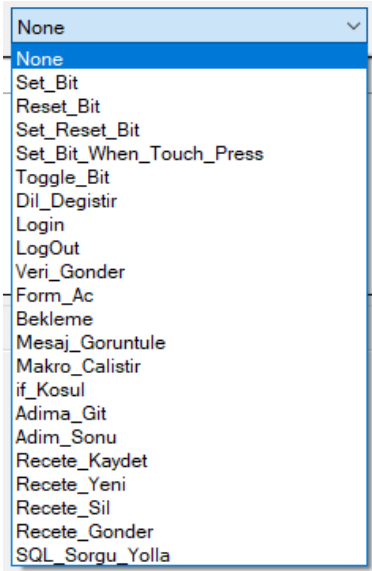 None
None
Set_Bit
Reset_Bit
Set_Reset_Bit
Set_Bit_When_Touch_Press
Toggle_Bit
Dil_Degistir
Login
LogOut
Veri_Gonder
Form_Ac
Bekleme
Mesaj_Goruntule
Makro_Calistir
if_Kosul
Adima_Git
Adim_Sonu
Recete_Kaydet
Recete_Yeni
Recete_Sil
Recete_Gonder
SQL_Sorgu_Yolla